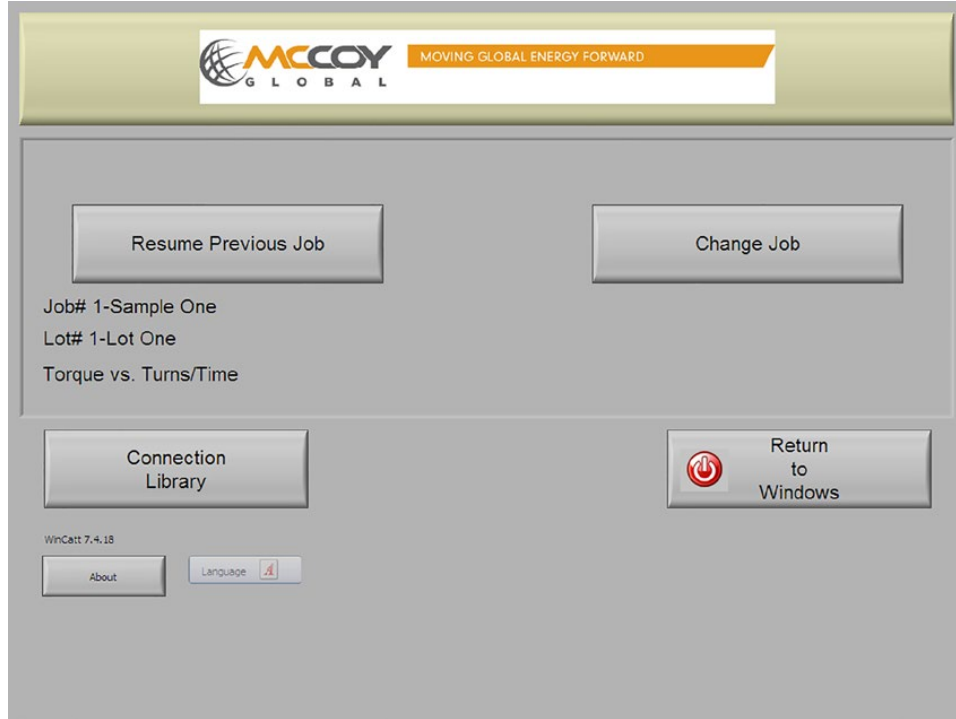 MCCOY
GLOBAL
MOVING GLOBAL ENERGY FORWARD
Resume Previous Job
Change Job
Job# 1-Sample One
Lot# 1-Lot One
Torque vs. Turns/Time
Connection
Library
Return
to
Windows
WinCatt 7.4.18
About
Language A